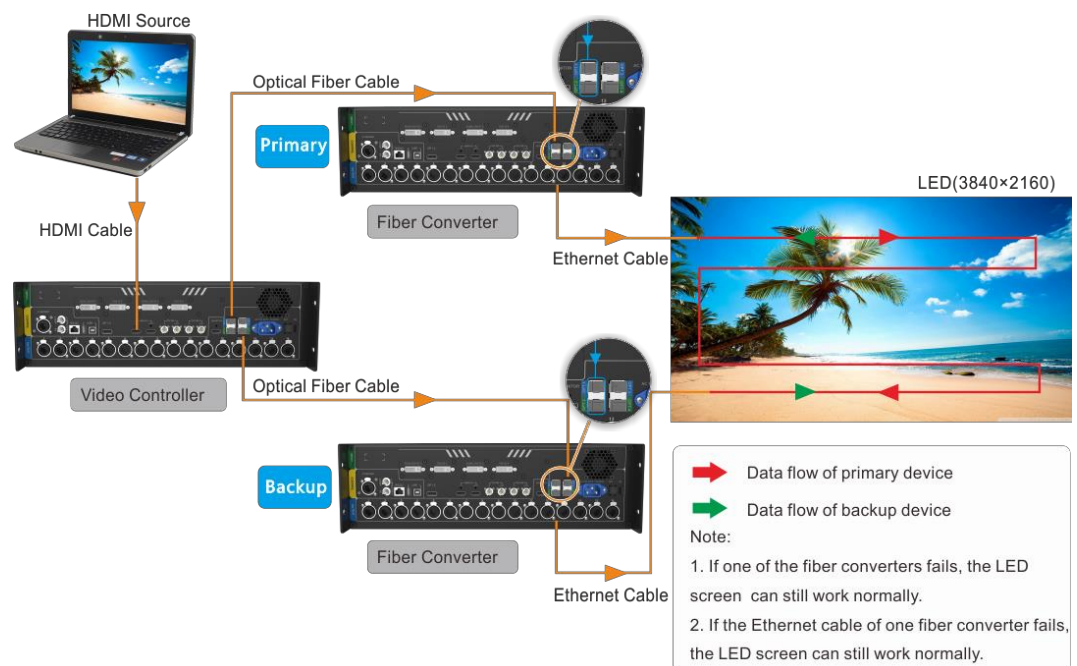 HDMI Source
Optical Fiber Cable
Primary
LED(3840×2160)
Fiber Converter
HDMI Cable
Ethernet Cable
Video Controller
Optical Fiber Cable
Backup
Fiber Converter
Ethernet Cable
Data flow of primary device
Data flow of backup device
Note:
1. If one of the fiber converters fails, the LED
screen can still work normally.
2. If the Ethernet cable of one fiber converter fails,
the LED screen can still work normally.